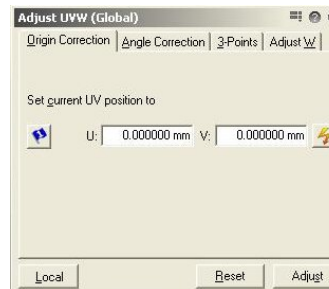 Adjust UVW (Global)
Origin Correction Angle Correction 3-Points Adjust W
Set current UV position to
U: 0.000000 mm V: 0.000000 mm
Local Reset Adjust